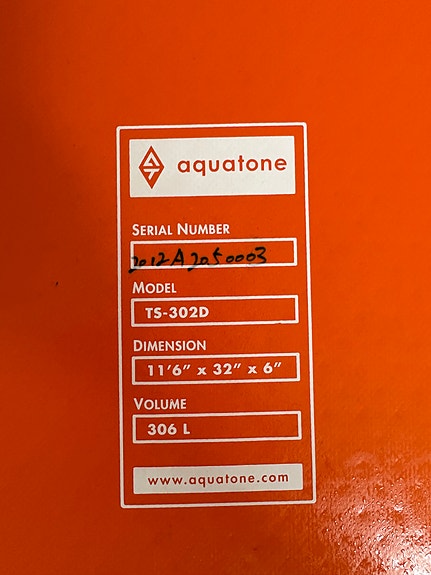 aquatone
SERIAL NUMBER
2012A2050003
MODEL
TS-302D
DIMENSION
11'6" x 32" x 6"
VOLUME
306 L
www.aquatone.com